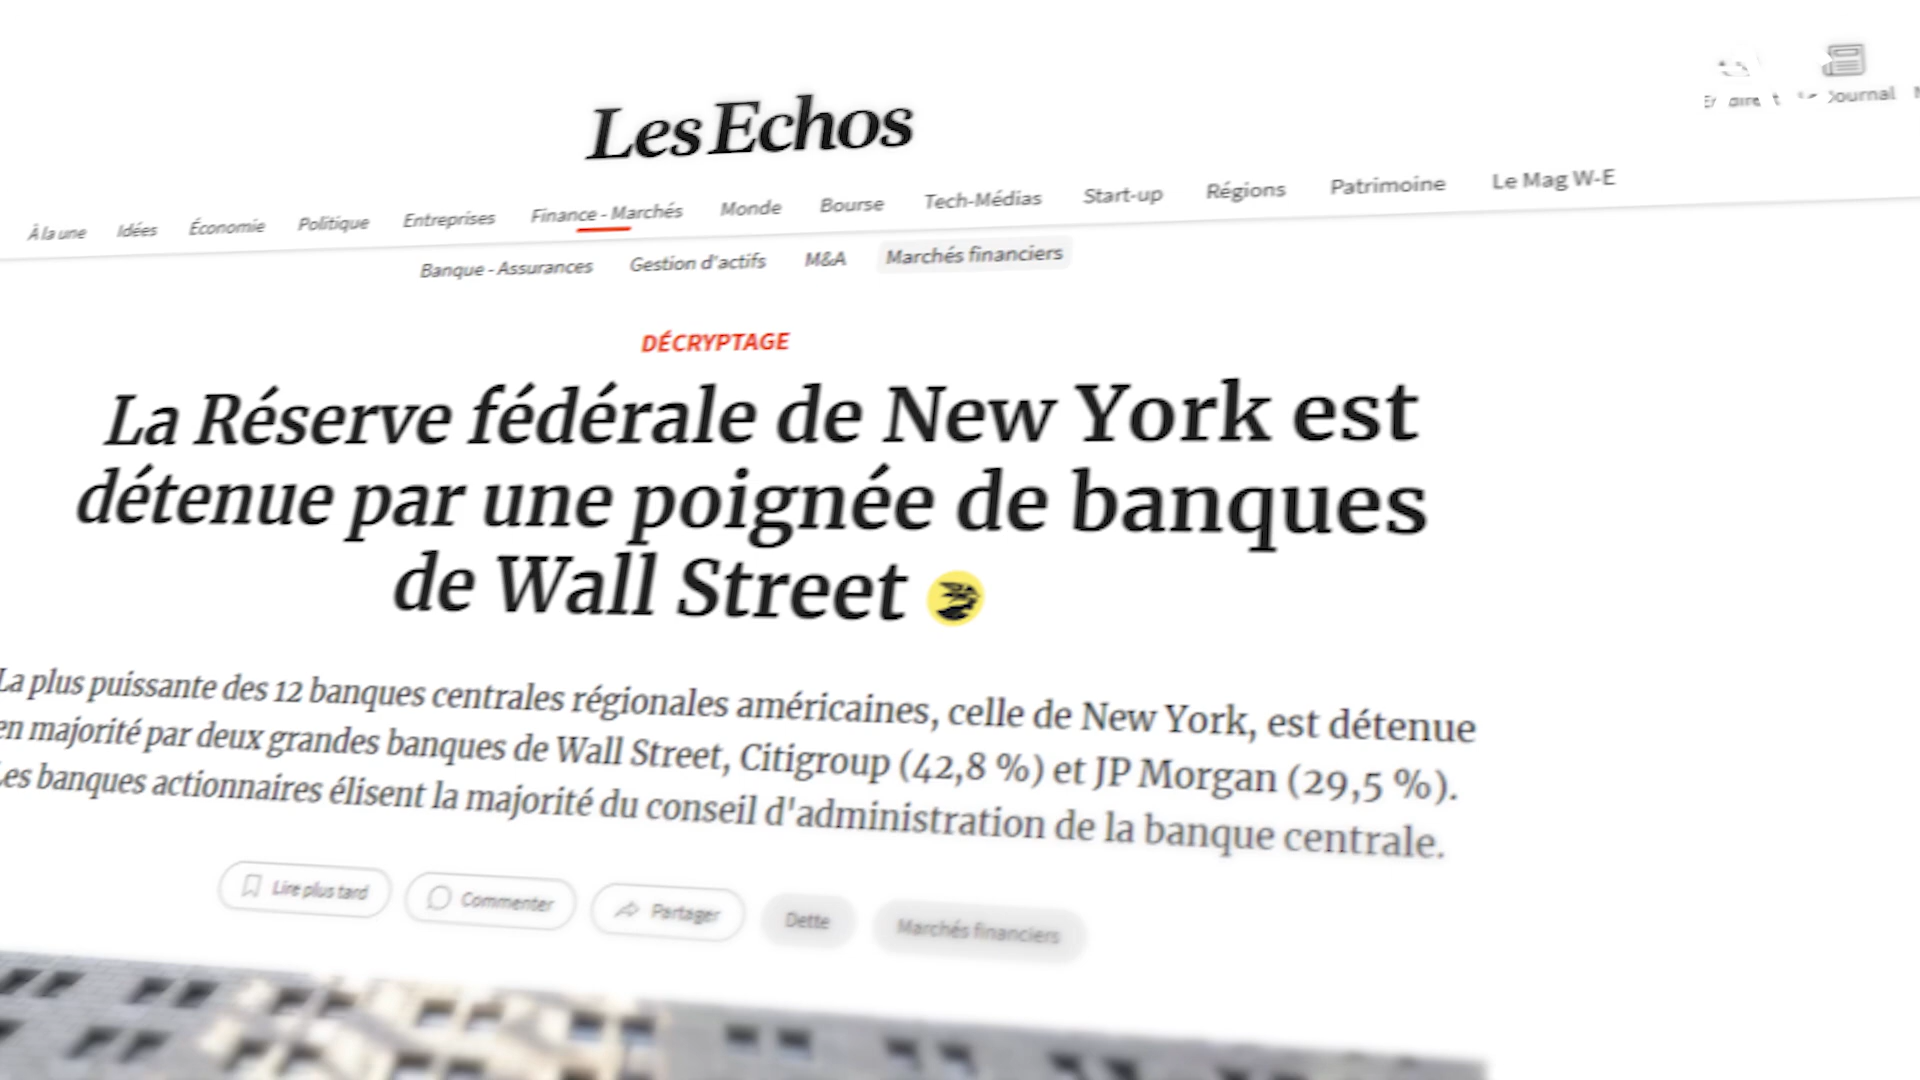 Les Echos
Journal
À la une Idées Économie Politique Entreprises Finance - Marchés Monde Bourse Tech-Médias Start-up Régions Patrimoine Le Mag W-E
Banque - Assurances Gestion d'actifs M&A Marchés financiers
DÉCRYPTAGE
La Réserve fédérale de New York est
détenue par une poignée de banques
de Wall Street
La plus puissante des 12 banques centrales régionales américaines, celle de New York, est détenue
en majorité par deux grandes banques de Wall Street, Citigroup (42,8 %) et JP Morgan (29,5 %).
Les banques actionnaires élisent la majorité du conseil d'administration de la banque centrale.
Lire plus tard Commenter Partager Dette Marchés financiers